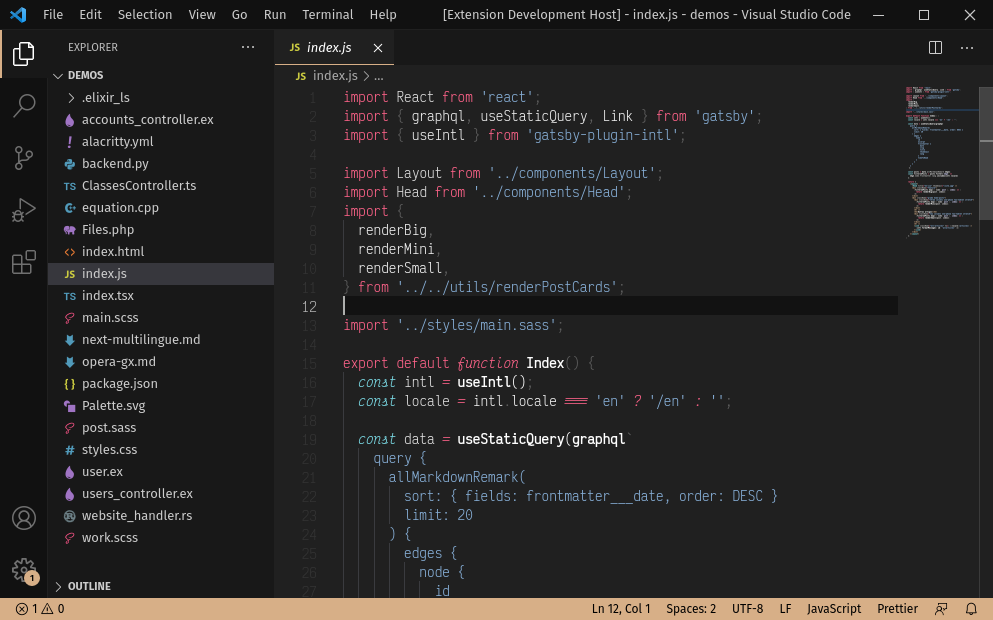 File Edit Selection View Go Run Terminal Help [Extension Development Host] - index.js - demos - Visual Studio Code
EXPLORER
DEMOS
.elixir_ls
accounts_controller.ex
! alacritty.yml
backend.py
TS ClassesController.ts
equation.cpp
Files.php
<> index.html
JS index.js
TS index.tsx
main.scss
next-multilingue.md
opera-gx.md
{} package.json
Palette.svg
post.sass
# styles.css
user.ex
users_controller.ex
website_handler.rs
work.scss
OUTLINE
1
JS index.js
JS index.js > ...
1 import React from 'react';
2 import { graphql, useStaticQuery, Link } from 'gatsby';
3 import { useIntl } from 'gatsby-plugin-intl';
4
5 import Layout from '../components/Layout';
6 import Head from '../components/Head';
7 import {
8 renderBig,
9 renderMini,
10 renderSmall,
11 } from '../../utils/renderPostCards';
12
13 import '../styles/main.sass';
14
15 export default function Index() {
16 const intl = useIntl();
17 const locale = intl.locale === 'en' ? '/en' : '';
18
19 const data = useStaticQuery(graphql`
20 query {
21 allMarkdownRemark(
22 sort: { fields: frontmatter___date, order: DESC }
23 limit: 20
24 ) {
25 edges {
26 node {
27 id
1 0 Ln 12, Col 1 Spaces: 2 UTF-8 LF JavaScript Prettier